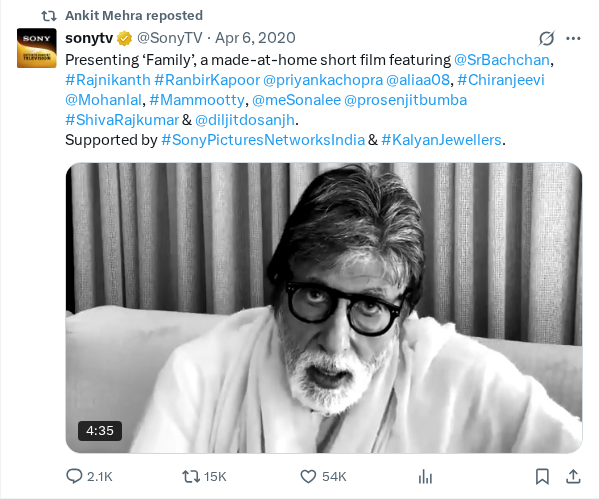 Ankit Mehra reposted
sonytv @SonyTV · Apr 6, 2020
SONY
Presenting ‘Family’, a made-at-home short film featuring @SrBachchan,
#Rajnikanth #RanbirKapoor @priyankachopra @aliaa08, #Chiranjeevi
@Mohanlal, #Mammootty, @meSonalee @prosenjitbumba
#ShivaRajkumar & @diljitdosanjh.
Supported by #SonyPicturesNetworksIndia & #KalyanJewellers.
4:35
2.1K 15K 54K